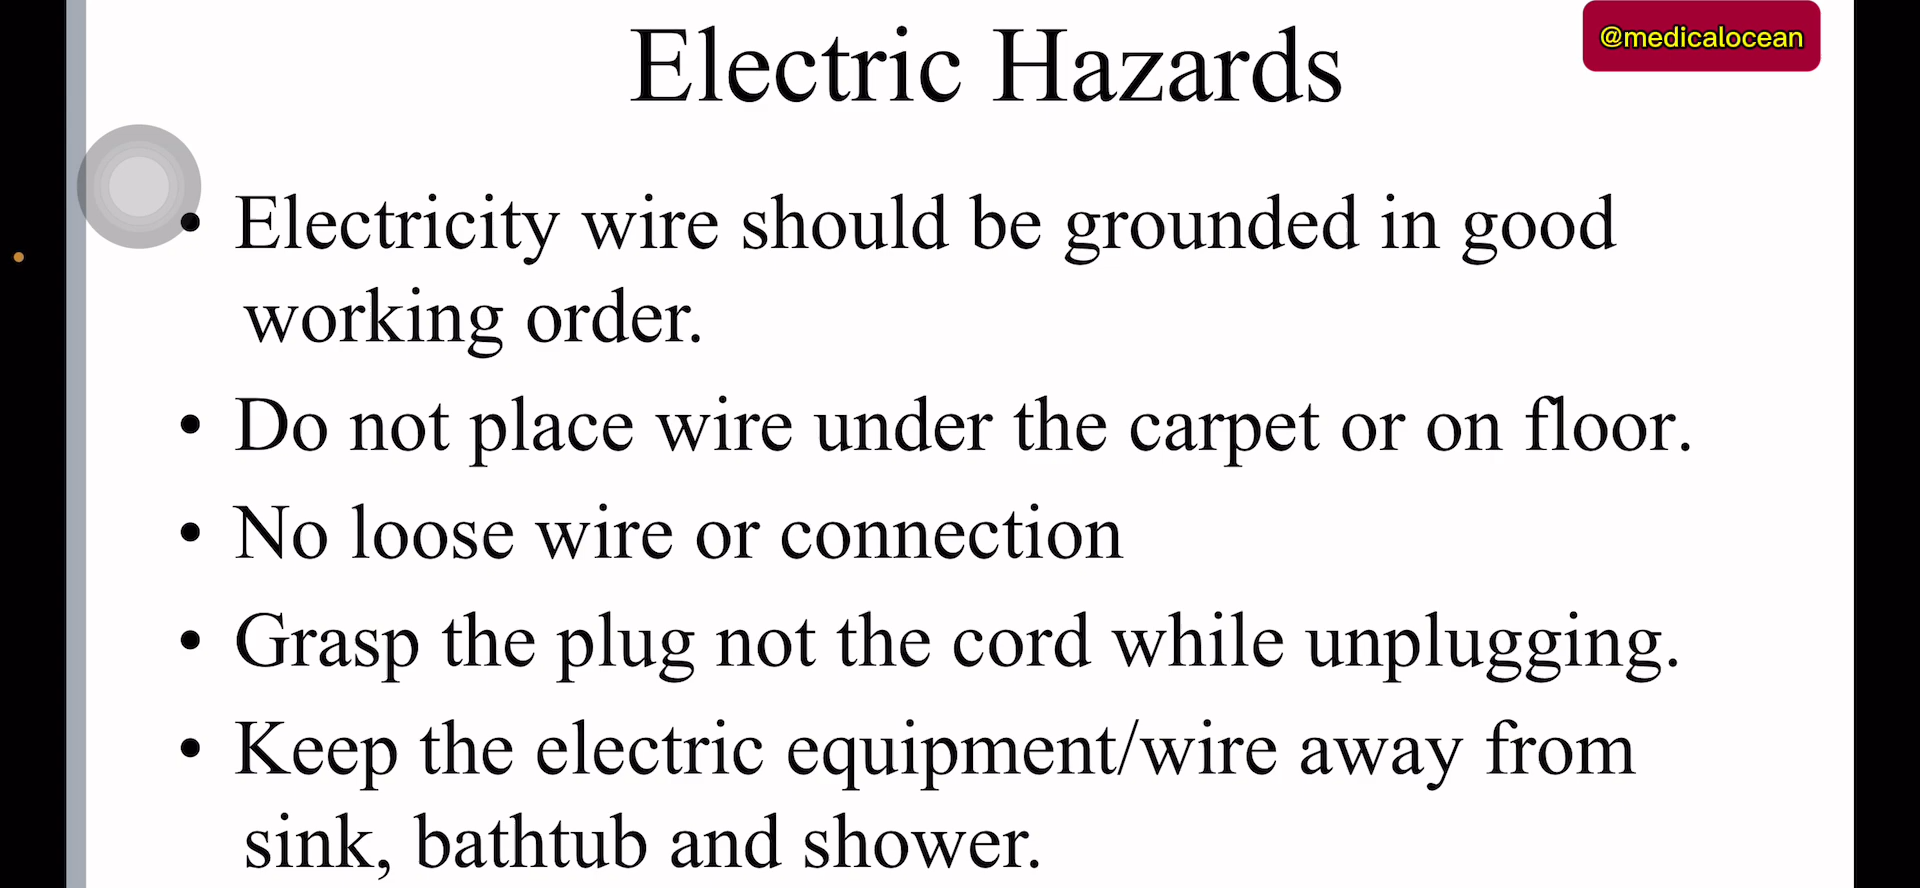 Electric Hazards
@medicalocean
• Electricity wire should be grounded in good
working order.
• Do not place wire under the carpet or on floor.
• No loose wire or connection
• Grasp the plug not the cord while unplugging.
• Keep the electric equipment/wire away from
sink, bathtub and shower.